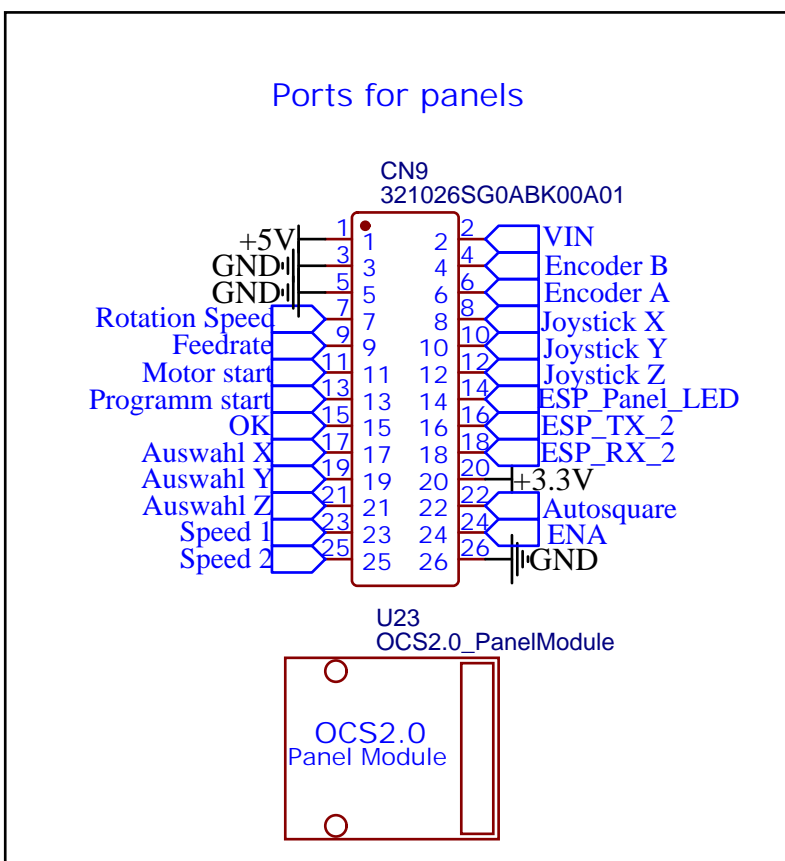 Ports for panels
CN9
321026SG0ABK00A01
+5V 1 1 2 2 VIN
GND 3 3 4 4 Encoder B
GND 5 5 6 6 Encoder A
Rotation Speed 7 7 8 8 Joystick X
Feedrate 9 9 10 10 Joystick Y
Motor start 11 11 12 12 Joystick Z
Programm start 13 13 14 14 ESP_Panel_LED
OK 15 15 16 16 ESP_TX_2
Auswahl X 17 17 18 18 ESP_RX_2
Auswahl Y 19 19 20 20 +3.3V
Auswahl Z 21 21 22 22 Autosquare
Speed 1 23 23 24 24 ENA
Speed 2 25 25 26 26 GND
U23
OCS2.0_PanelModule
OCS2.0
Panel Module